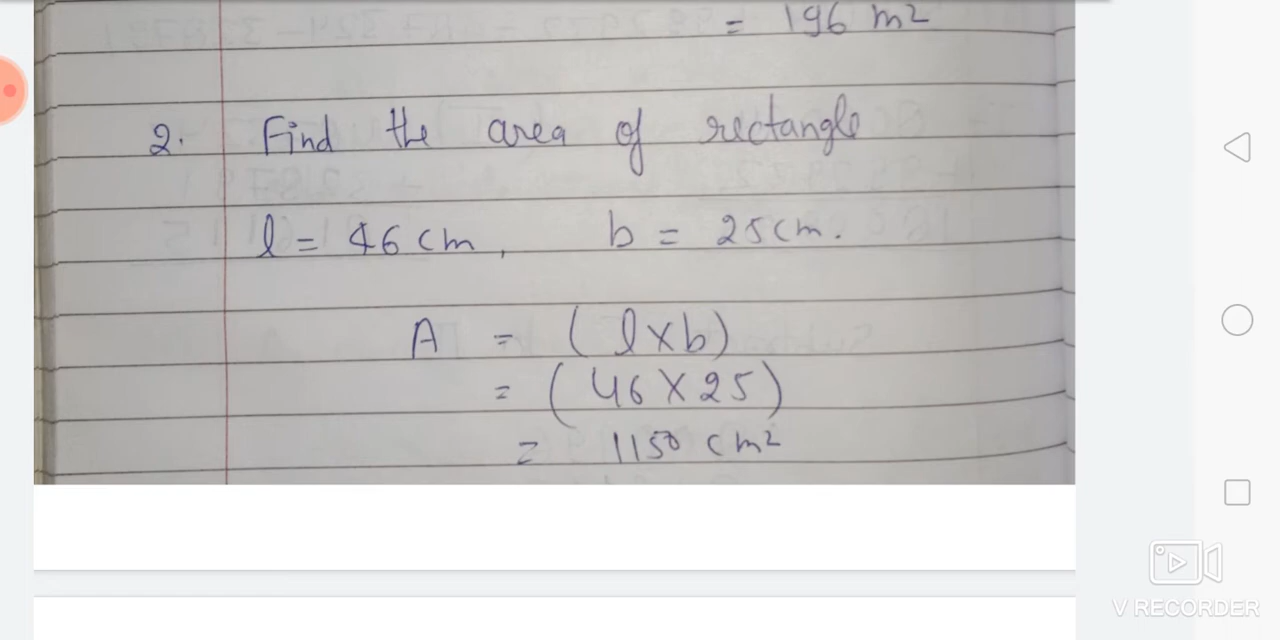 = 196 m2
2. Find the area of rectangle
l = 46 cm, b = 25 cm.
A = (l×b)
= (46 × 25)
= 1150 cm2
V RECORDER